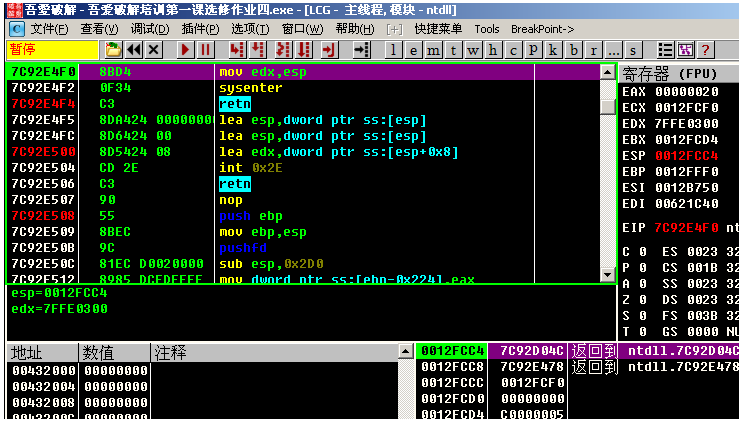 吾爱破解 - 吾爱破解培训第一课选修作业四.exe - [LCG - 主线程, 模块 - ntdll]
C 文件(F) 查看(V) 调试(D) 插件(P) 选项(T) 窗口(W) 帮助(H) [+] 快捷菜单 Tools BreakPoint->
暂停 l e m t w h c p k b r ... s ?
7C92E4F0 8BD4 mov edx,esp
7C92E4F2 0F34 sysenter
7C92E4F4 C3 retn
7C92E4F5 8DA424 00000000 lea esp,dword ptr ss:[esp]
7C92E4FC 8D6424 00 lea esp,dword ptr ss:[esp]
7C92E500 8D5424 08 lea edx,dword ptr ss:[esp+0x8]
7C92E504 CD 2E int 0x2E
7C92E506 C3 retn
7C92E507 90 nop
7C92E508 55 push ebp
7C92E509 8BEC mov ebp,esp
7C92E50B 9C pushfd
7C92E50C 81EC D0020000 sub esp,0x2D0
7C92E512 8985 DCFDFFFF mov dword ptr ss:[ebp-0x224],eax
esp=0012FCC4
edx=7FFE0300
寄存器 (FPU)
EAX 00000020
ECX 0012FCF0
EDX 7FFE0300
EBX 0012FCD4
ESP 0012FCC4
EBP 0012FFF0
ESI 0012B750
EDI 00621C40
EIP 7C92E4F0 nt
C 0 ES 0023 32
P 0 CS 001B 32
A 0 SS 0023 32
Z 0 DS 0023 32
S 0 FS 003B 32
T 0 GS 0000 NU
地址 数值 注释
00432000 00000000
00432004 00000000
00432008 00000000
0043200C 00000000
0012FCC4 7C92D04C 返回到 ntdll.7C92D04C
0012FCC8 7C92E478 返回到 ntdll.7C92E478
0012FCCC 0012FCF0
0012FCD0 00000000
0012FCD4 C0000005